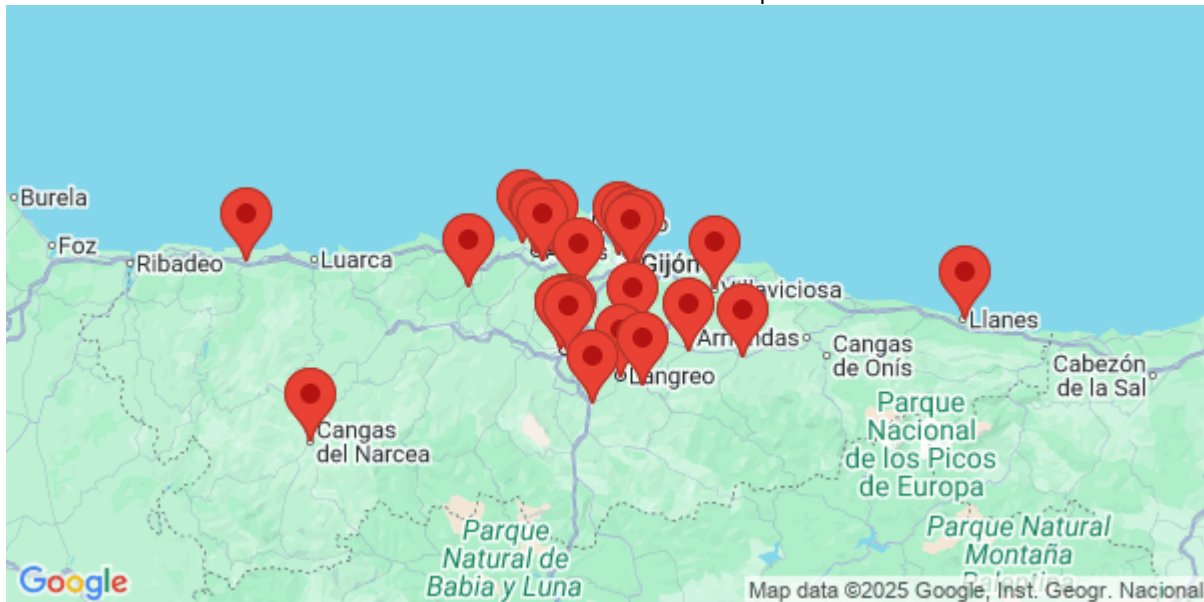 Burela
Foz
Ribadeo
Luarca
Gijón
Villaviciosa
Llanes
Cangas
de Onís
Cabezón
de la Sal
Langreo
Cangas
del Narcea
Parque
Nacional
de los Picos
de Europa
Parque
Natural de
Babia y Luna
Parque Natural
Montaña
Palentina
Google
Map data ©2025 Google, Inst. Geogr. Nacional